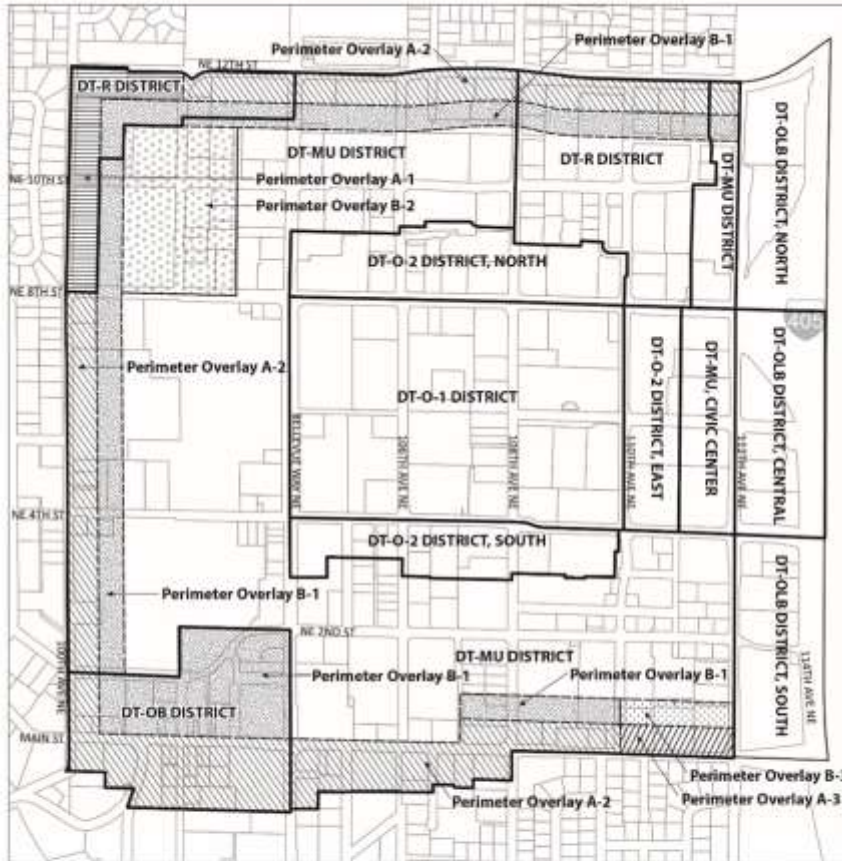 Perimeter Overlay A-2
Perimeter Overlay B-1
NE 12TH ST
DT-R DISTRICT
DT-MU DISTRICT
DT-R DISTRICT
DT-MU DISTRICT
DT-OLB DISTRICT, NORTH
NE 10TH ST
Perimeter Overlay A-1
Perimeter Overlay B-2
DT-O-2 DISTRICT, NORTH
NE 8TH ST
405
Perimeter Overlay A-2
DT-O-1 DISTRICT
DT-O-2 DISTRICT, EAST
DT-MU, CIVIC CENTER
DT-OLB DISTRICT, CENTRAL
BELLEVUE WAY NE
106TH AVE NE
108TH AVE NE
110TH AVE NE
112TH AVE NE
NE 4TH ST
DT-O-2 DISTRICT, SOUTH
Perimeter Overlay B-1
NE 2ND ST
DT-MU DISTRICT
DT-OLB DISTRICT, SOUTH
100TH AVE NE
Perimeter Overlay B-1
Perimeter Overlay B-1
114TH AVE NE
DT-OB DISTRICT
MAIN ST
Perimeter Overlay B-3
Perimeter Overlay A-2
Perimeter Overlay A-3